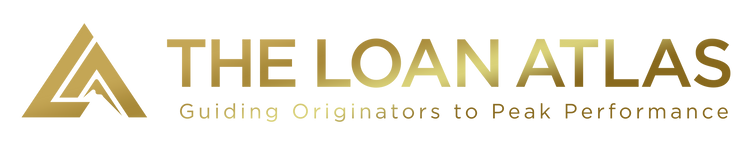 THE LOAN ATLAS
Guiding Originators to Peak Performance